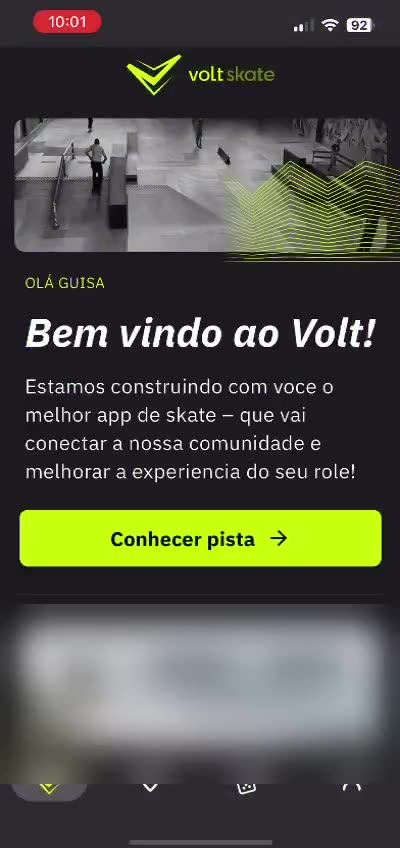 10:01
92
volt skate
OLÁ GUISA
Bem vindo ao Volt!
Estamos construindo com voce o
melhor app de skate – que vai
conectar a nossa comunidade e
melhorar a experiencia do seu role!
Conhecer pista →